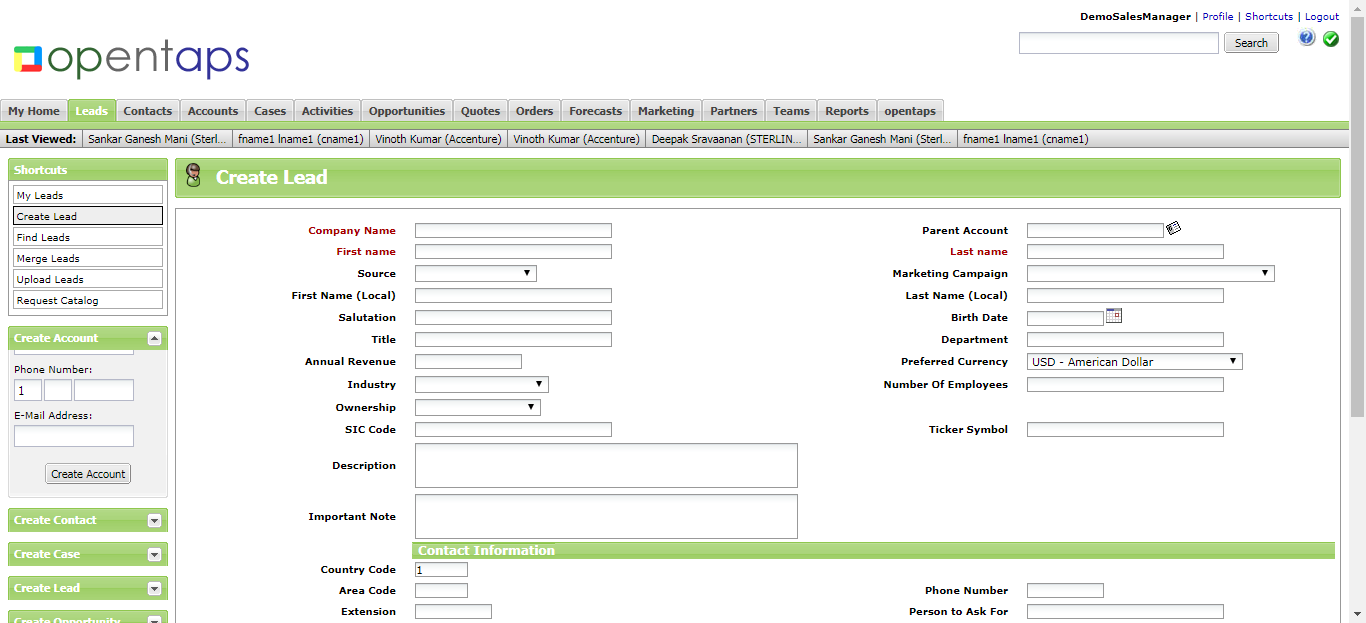 DemoSalesManager | Profile | Shortcuts | Logout
opentaps
Search
My Home Leads Contacts Accounts Cases Activities Opportunities Quotes Orders Forecasts Marketing Partners Teams Reports opentaps
Last Viewed: Sankar Ganesh Mani (Sterl... fname1 lname1 (cname1) Vinoth Kumar (Accenture) Vinoth Kumar (Accenture) Deepak Sravaanan (STERLIN... Sankar Ganesh Mani (Sterl... fname1 lname1 (cname1)
Shortcuts
My Leads
Create Lead
Find Leads
Merge Leads
Upload Leads
Request Catalog
Create Account
Phone Number:
1
E-Mail Address:
Create Account
Create Contact
Create Case
Create Lead
Create Opportunity
Create Lead
Company Name Parent Account
First name Last name
Source Marketing Campaign
First Name (Local) Last Name (Local)
Salutation Birth Date
Title Department
Annual Revenue Preferred Currency USD - American Dollar
Industry Number Of Employees
Ownership
SIC Code Ticker Symbol
Description
Important Note
Contact Information
Country Code 1
Area Code Phone Number
Extension Person to Ask For